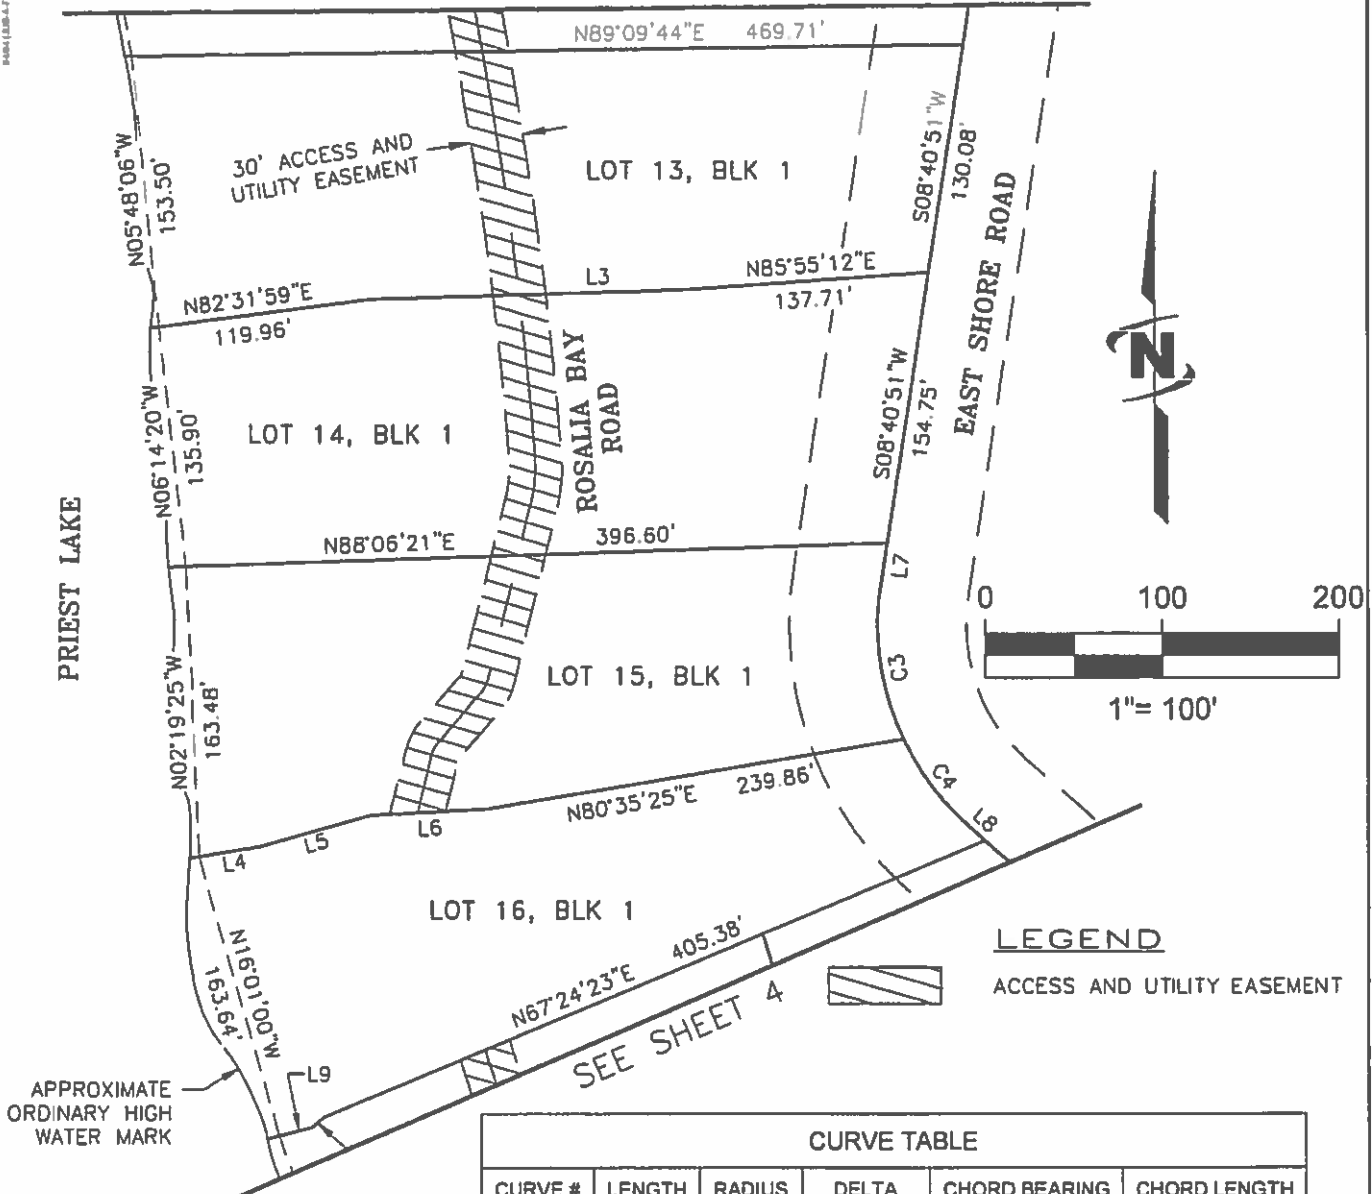 N89°09'44"E 469.71'
30' ACCESS AND
UTILITY EASEMENT
LOT 13, BLK 1
N05°48'06"W
153.50'
S08°40'51"W
130.08'
N82°31'59"E
119.96'
L3
N85°55'12"E
137.71'
EAST SHORE ROAD
N
ROSALIA BAY
ROAD
LOT 14, BLK 1
N06°14'20"W
135.90'
S08°40'51"W
154.75'
PRIEST LAKE
N88°06'21"E 396.60'
L7
0 100 200
1"= 100'
C3
LOT 15, BLK 1
N02°19'25"W
163.48'
N80°35'25"E 239.86'
C4
L8
L4
L5
L6
LOT 16, BLK 1
N16°01'00"W
163.64'
N67°24'23"E 405.38'
SEE SHEET 4
LEGEND
ACCESS AND UTILITY EASEMENT
L9
APPROXIMATE
ORDINARY HIGH
WATER MARK
CURVE TABLE
CURVE # LENGTH RADIUS DELTA CHORD BEARING CHORD LENGTH